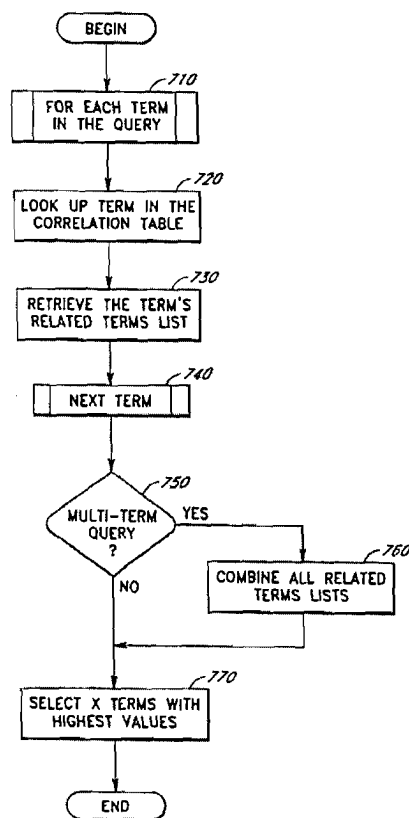 BEGIN
710
FOR EACH TERM
IN THE QUERY
720
LOOK UP TERM IN THE
CORRELATION TABLE
730
RETRIEVE THE TERM'S
RELATED TERMS LIST
740
NEXT TERM
750
MULTI-TERM
QUERY
?
YES
NO
760
COMBINE ALL RELATED
TERMS LISTS
770
SELECT X TERMS WITH
HIGHEST VALUES
END